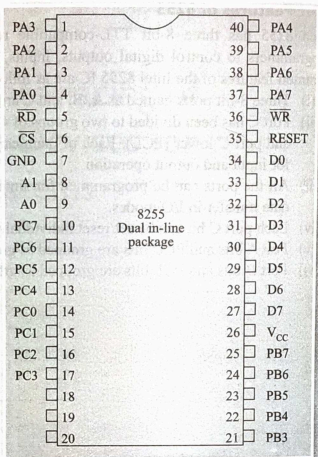 PA3 1 40 PA4
PA2 2 39 PA5
PA1 3 38 PA6
PA0 4 37 PA7
R̅D̅ 5 36 WR
C̅S̅ 6 35 RESET
GND 7 34 D0
A1 8 33 D1
A0 9 32 D2
PC7 10 31 D3
PC6 11 30 D4
PC5 12 29 D5
PC4 13 28 D6
PC0 14 27 D7
PC1 15 26 VCC
PC2 16 25 PB7
PC3 17 24 PB6
18 23 PB5
19 22 PB4
20 21 PB3
8255
Dual in-line
package